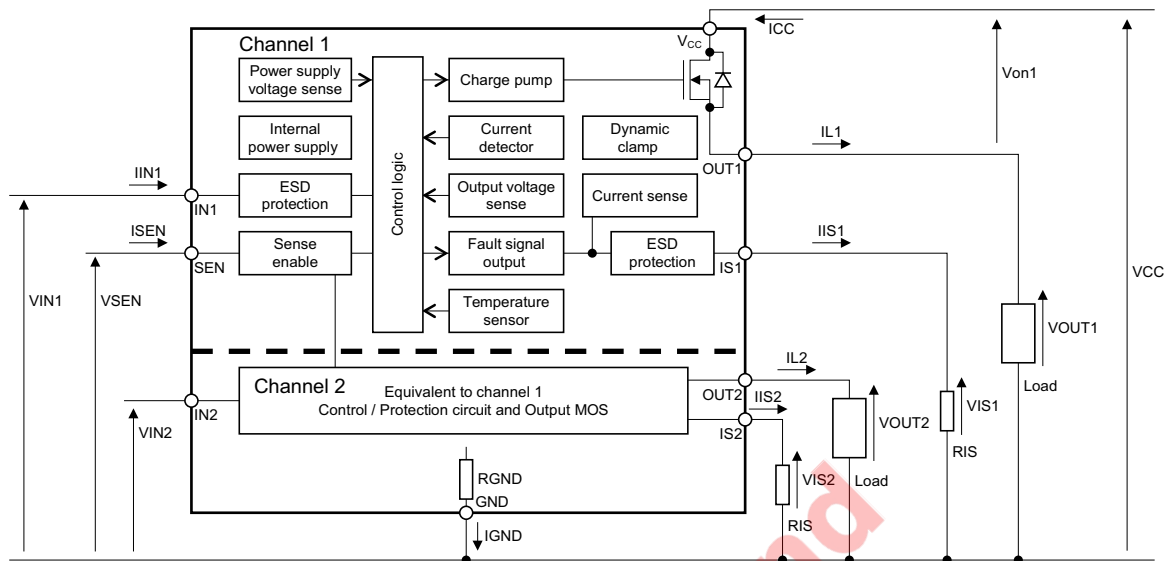 ICC
Channel 1
VCC
Von1
Power supply
voltage sense
Charge pump
Internal
power supply
Current
detector
Dynamic
clamp
IL1
OUT1
Control logic
IIN1
ESD
protection
Output voltage
sense
Current sense
IN1
ISEN
Sense
enable
Fault signal
output
ESD
protection
IIS1
SEN
IS1
VCC
VIN1
VSEN
Temperature
sensor
VOUT1
IL2
Channel 2
Equivalent to channel 1
Control / Protection circuit and Output MOS
OUT2
Load
IN2
IIS2
VIS1
IS2
VOUT2
VIN2
RIS
RGND
VIS2
Load
GND
RIS
IGND